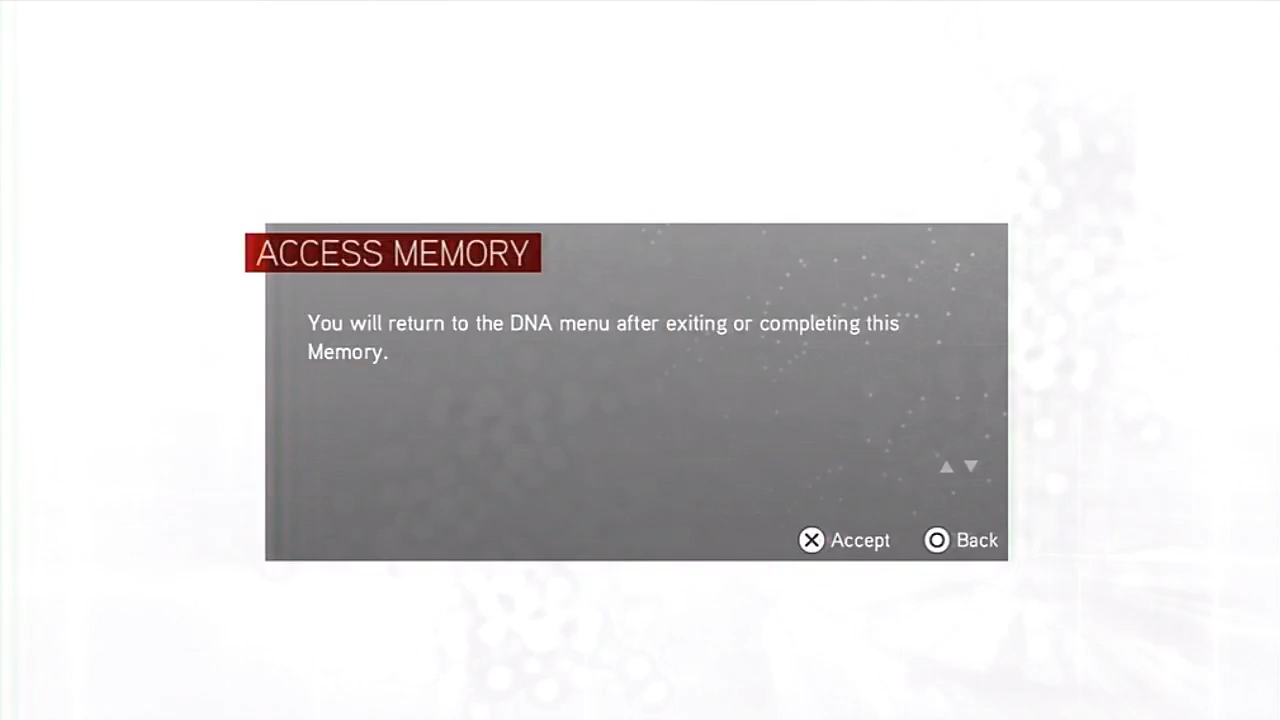 ACCESS MEMORY
You will return to the DNA menu after exiting or completing this
Memory.
Accept Back